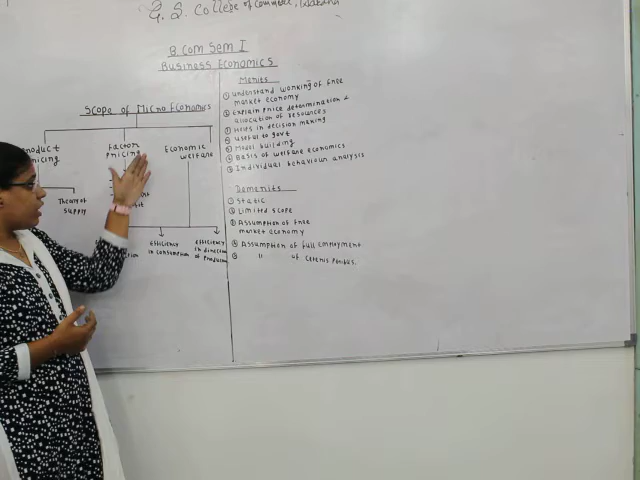 G. S. College of Commerce, Wardha
B.Com Sem I
Business Economics
Scope of Micro Economics
Product
Pricing
Factor
Pricing
Economic
welfare
Theory of
supply
Efficiency
in consumption
efficiency
in direction
of production
Merits
① understand working of free
market economy
② Explain price determination &
allocation of resources
③ Helps in decision making
④ Useful to govt
⑤ Model building
⑥ Basis of welfare economics
⑦ Individual behaviour analysis
Demerits
① Static
② Limited scope
③ Assumption of free
market economy
④ Assumption of full employment
⑤ " of Ceteris Paribus.